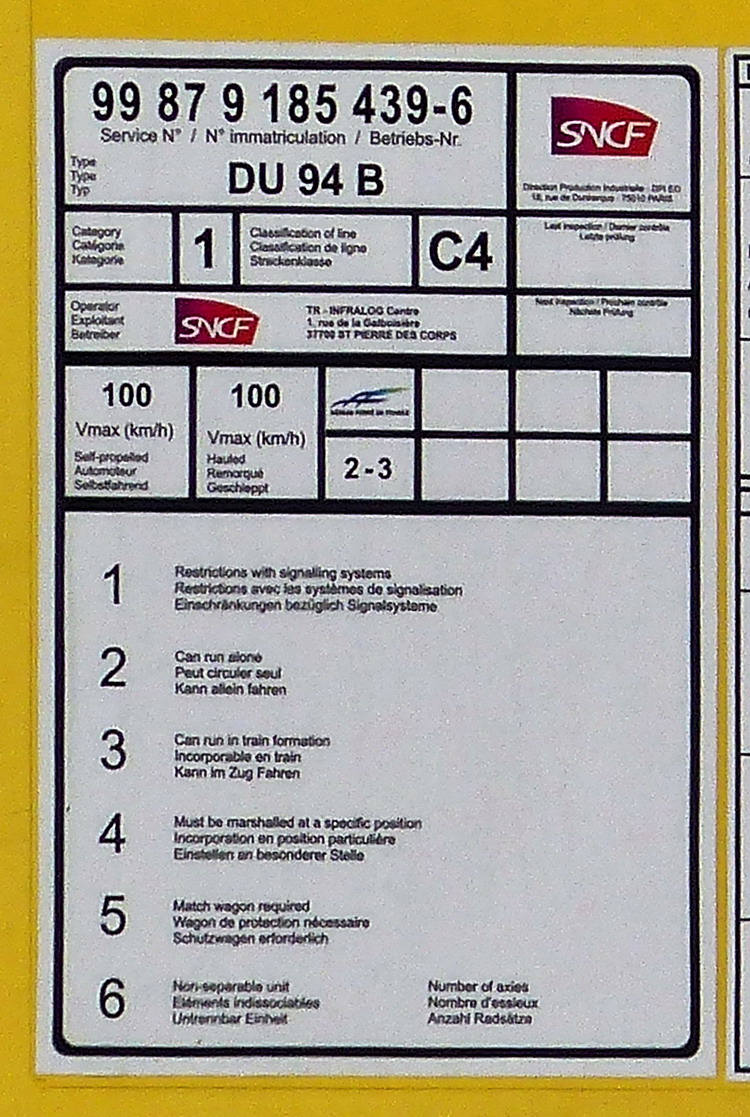 99 87 9 185 439-6
Service N° / N° immatriculation / Betriebs-Nr.
Type
Type
Typ
DU 94 B
SNCF
Direction Production Industrielle - DPI EO
18, rue de Dunkerque - 75010 PARIS
Category
Catégorie
Kategorie
1
Classification of line
Classification de ligne
Streckenklasse
C4
Last inspection / Dernier contrôle
Letzte prüfung
Operator
Exploitant
Betreiber
SNCF
TR - INFRALOG Centre
1, rue de la
37700 ST PIERRE DES CORPS
Next inspection / Prochain contrôle
Nächste Prüfung
100
Vmax (km/h)
Self-propelled
Automoteur
Selbstfahrend
100
Vmax (km/h)
Hauled
Remorqué
Geschleppt
RÉSEAU FERRÉ DE FRANCE
2 - 3
1
Restrictions with signalling systems
Restrictions avec les systèmes de signalisation
Einschränkungen bezüglich Signalsysteme
2
Can run alone
Peut circuler seul
Kann allein fahren
3
Can run in train formation
Incorporable en train
Kann im Zug Fahren
4
Must be marshalled at a specific position
Incorporation en position particulière
Einstellen an besonderer Stelle
5
Match wagon required
Wagon de protection nécessaire
Schutzwagen erforderlich
6
Non-separable unit
Eléments indissociables
Untrennbar Einheit
Number of axles
Nombre d'essieux
Anzahl Radsätze